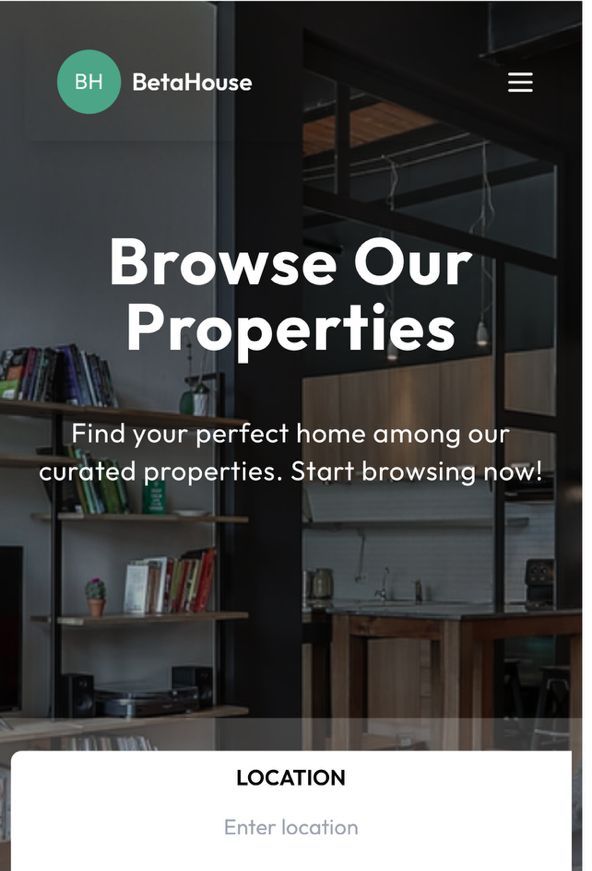 BH BetaHouse
Browse Our
Properties
Find your perfect home among our
curated properties. Start browsing now!
LOCATION
Enter location